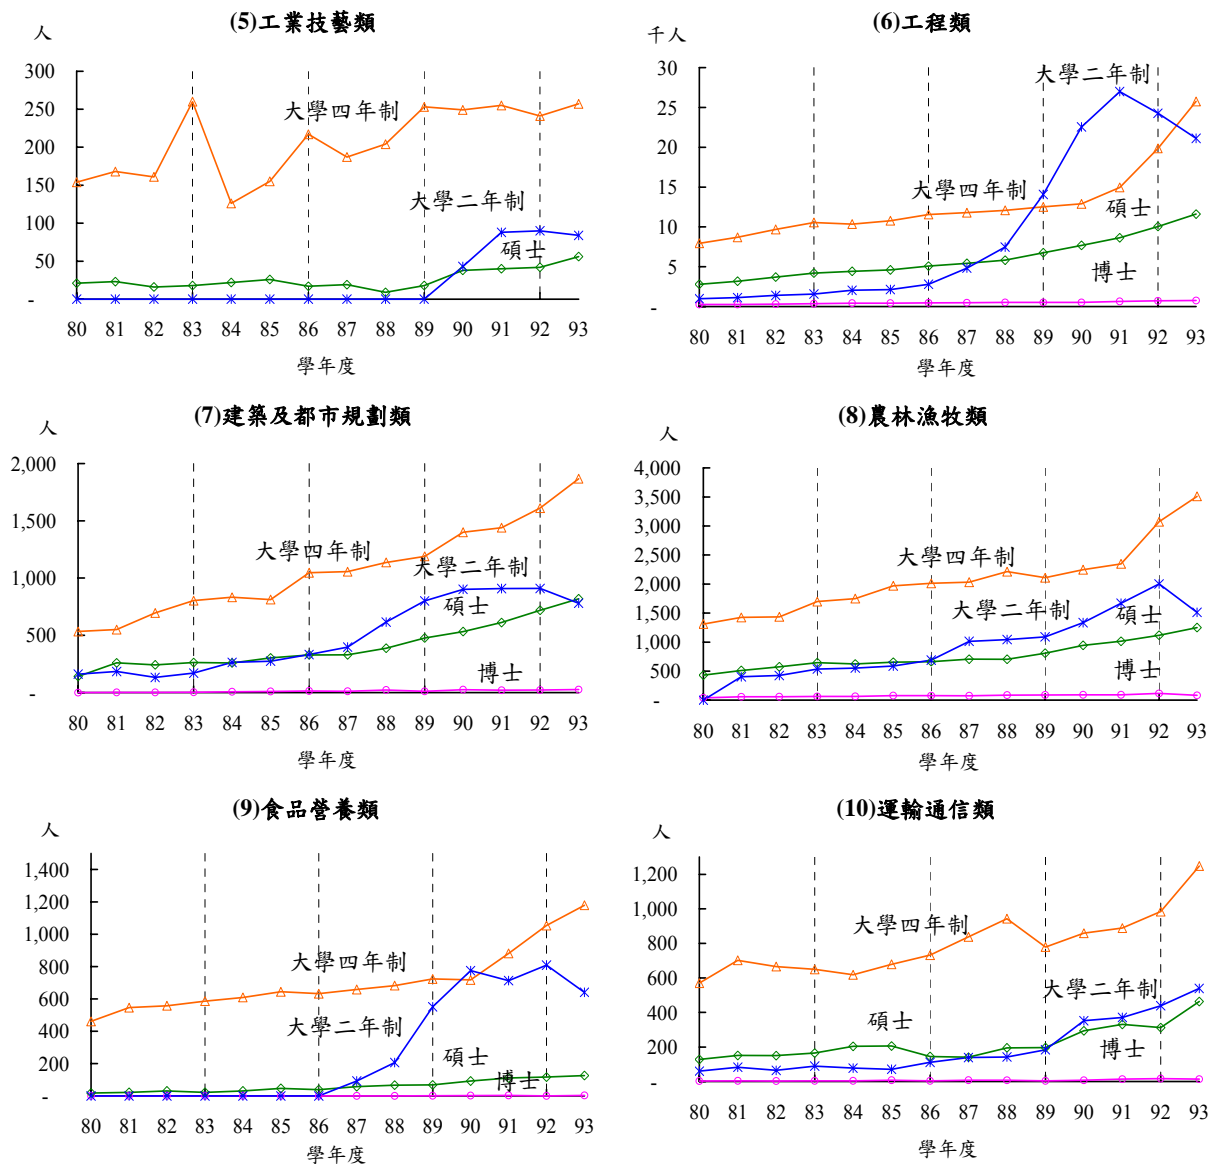 (5)工業技藝類
人
300
250
200
150
100
50
-
大學四年制
大學二年制
碩士
80 81 82 83 84 85 86 87 88 89 90 91 92 93
學年度
(6)工程類
千人
30
25
20
15
10
5
-
大學二年制
大學四年制
碩士
博士
80 81 82 83 84 85 86 87 88 89 90 91 92 93
學年度
(7)建築及都市規劃類
人
2,000
1,500
1,000
500
-
大學四年制
大學二年制
碩士
博士
80 81 82 83 84 85 86 87 88 89 90 91 92 93
學年度
(8)農林漁牧類
人
4,000
3,500
3,000
2,500
2,000
1,500
1,000
500
-
大學四年制
大學二年制
碩士
博士
80 81 82 83 84 85 86 87 88 89 90 91 92 93
學年度
(9)食品營養類
人
1,400
1,200
1,000
800
600
400
200
-
大學四年制
大學二年制
碩士
博士
80 81 82 83 84 85 86 87 88 89 90 91 92 93
學年度
(10)運輸通信類
人
1,200
1,000
800
600
400
200
-
大學四年制
大學二年制
碩士
博士
80 81 82 83 84 85 86 87 88 89 90 91 92 93
學年度